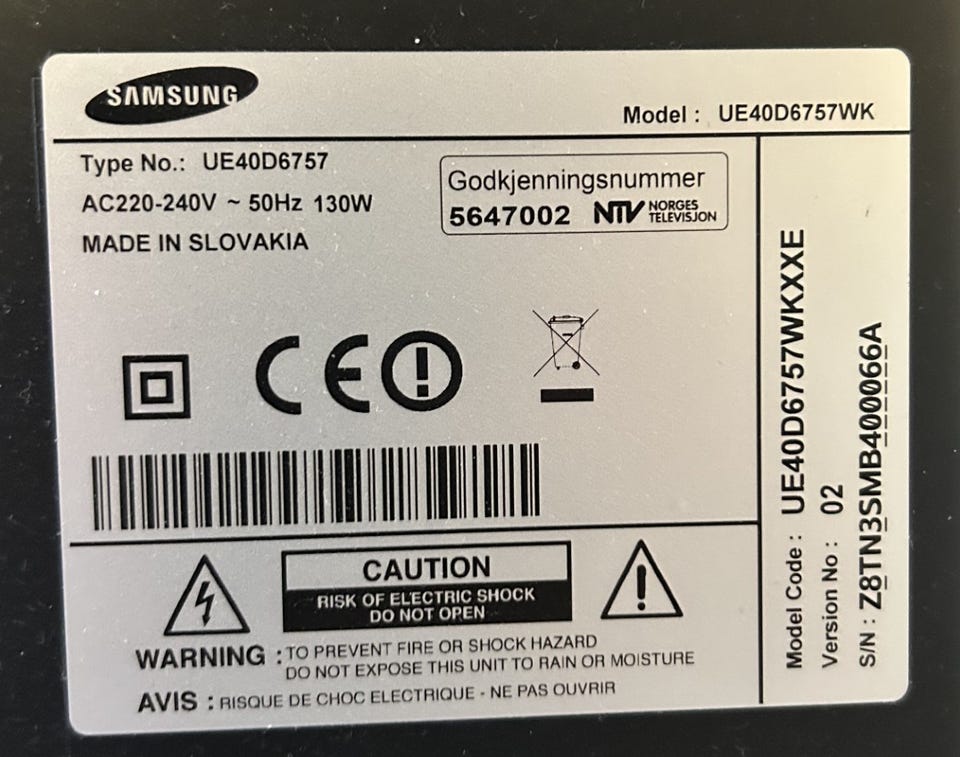 SAMSUNG
Model : UE40D6757WK
Type No.: UE40D6757
AC220-240V ~ 50Hz 130W
MADE IN SLOVAKIA
Godkjenningsnummer
5647002 NTV NORGES TELEVISJON
CE
CAUTION
RISK OF ELECTRIC SHOCK
DO NOT OPEN
WARNING : TO PREVENT FIRE OR SHOCK HAZARD
DO NOT EXPOSE THIS UNIT TO RAIN OR MOISTURE
AVIS : RISQUE DE CHOC ELECTRIQUE - NE PAS OUVRIR
Model Code : UE40D6757WKXXE
Version No : 02
S/N : Z8TN3SMB400066A